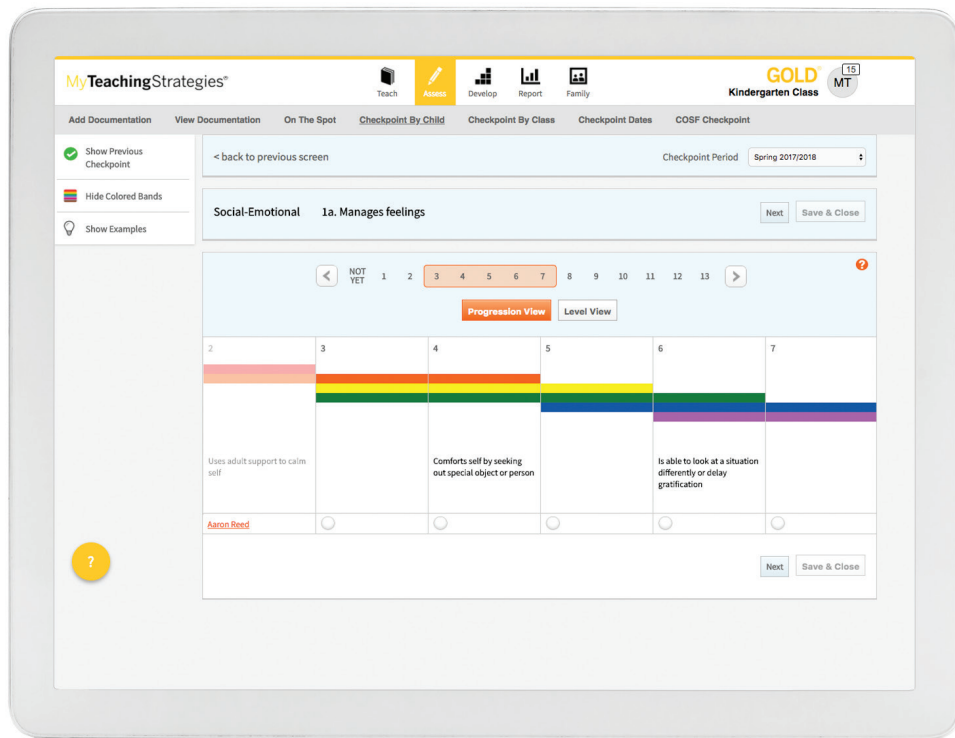 MyTeachingStrategies®
Teach
Assess
Develop
Report
Family
GOLD®
Kindergarten Class
MT
15
Add Documentation
View Documentation
On The Spot
Checkpoint By Child
Checkpoint By Class
Checkpoint Dates
COSF Checkpoint
Show Previous
Checkpoint
Hide Colored Bands
Show Examples
< back to previous screen
Checkpoint Period
Spring 2017/2018
Social-Emotional 1a. Manages feelings
Next
Save & Close
NOT
YET
1 2 3 4 5 6 7 8 9 10 11 12 13
?
Progression View
Level View
2 3 4 5 6 7
Uses adult support to calm
self
Comforts self by seeking
out special object or person
Is able to look at a situation
differently or delay
gratification
Aaron Reed
?
Next
Save & Close